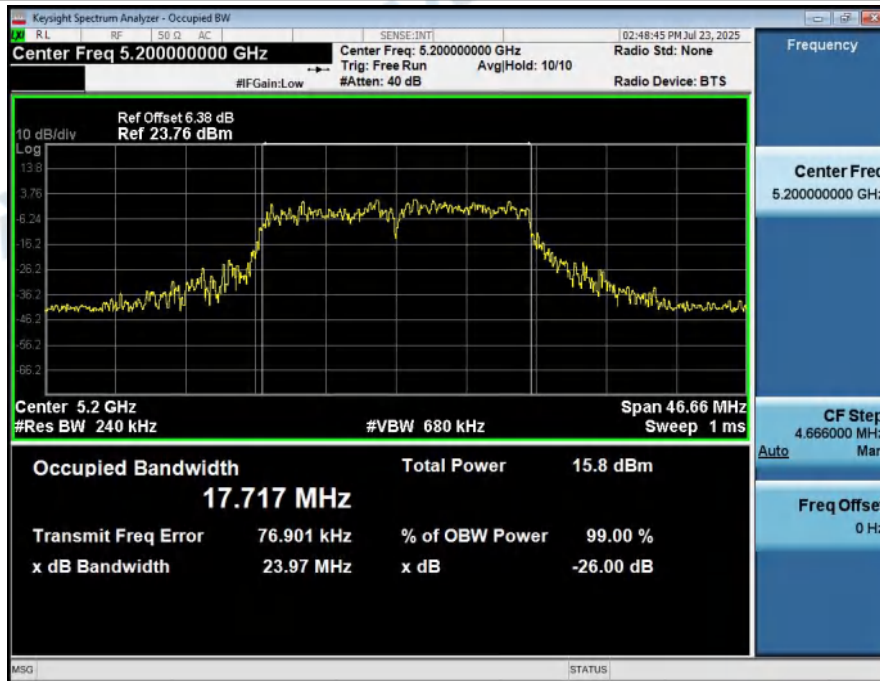 Keysight Spectrum Analyzer - Occupied BW
LXI RL RF 50 Ω AC SENSE:INT 02:48:45 PM Jul 23, 2025
Center Freq 5.200000000 GHz
Center Freq: 5.200000000 GHz
Radio Std: None
Trig: Free Run Avg|Hold: 10/10
#IFGain:Low #Atten: 40 dB Radio Device: BTS
Ref Offset 6.38 dB
10 dB/div Ref 23.76 dBm
Log
13.8
3.76
-6.24
-16.2
-26.2
-36.2
-46.2
-56.2
-66.2
Center 5.2 GHz Span 46.66 MHz
#Res BW 240 kHz #VBW 680 kHz Sweep 1 ms
Occupied Bandwidth Total Power 15.8 dBm
17.717 MHz
Transmit Freq Error 76.901 kHz % of OBW Power 99.00 %
x dB Bandwidth 23.97 MHz x dB -26.00 dB
MSG STATUS
Frequency
Center Freq
5.200000000 GHz
CF Step
4.666000 MHz
Auto Man
Freq Offset
0 Hz